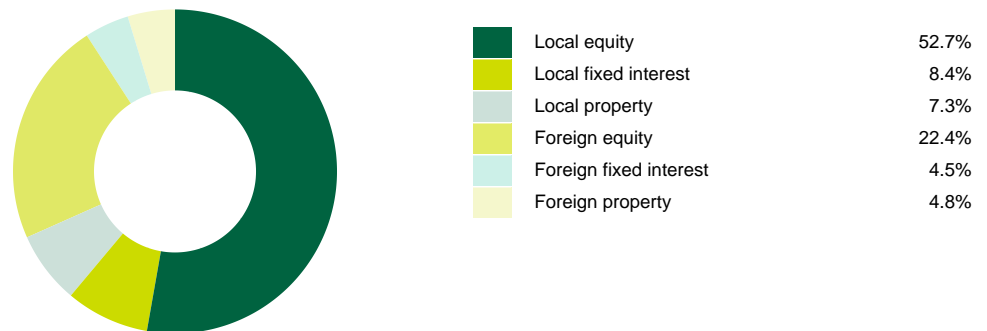 Local equity 52.7%
Local fixed interest 8.4%
Local property 7.3%
Foreign equity 22.4%
Foreign fixed interest 4.5%
Foreign property 4.8%